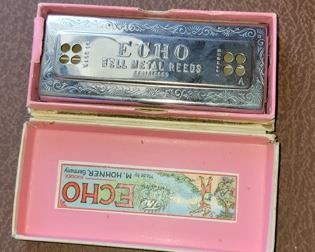 ECHO
BELL METAL REEDS
A
Made by
M. HOHNER, Germany
ECHO